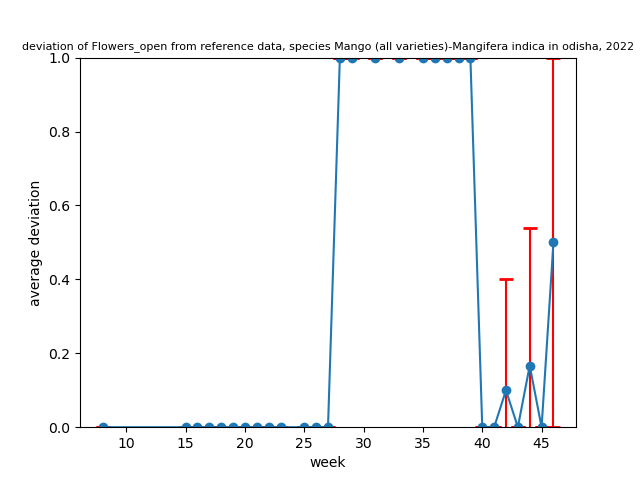 deviation of Flowers_open from reference data, species Mango (all varieties)-Mangifera indica in odisha, 2022
1.0
0.8
0.6
0.4
0.2
0.0
average deviation
10 15 20 25 30 35 40 45
week